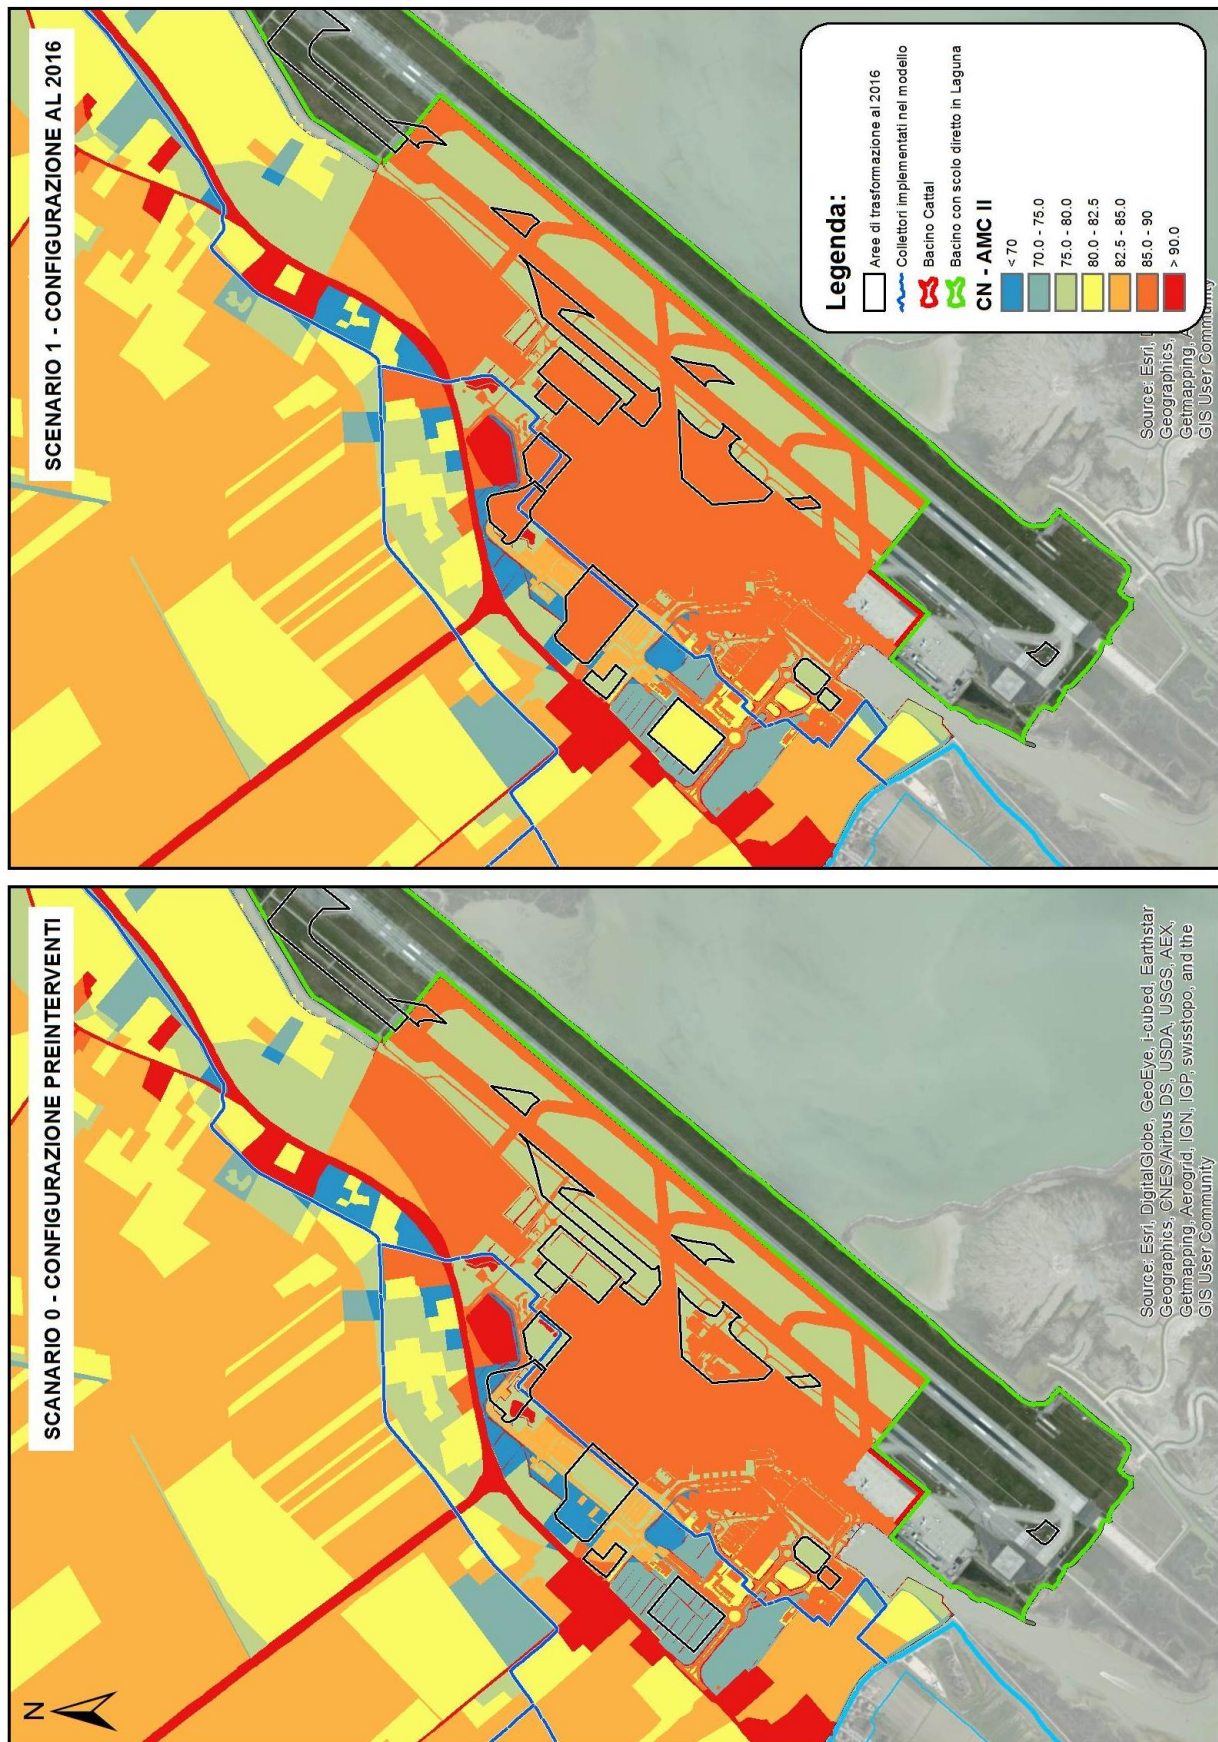 SCANARIO 0 - CONFIGURAZIONE PREINTERVENTI
N
Source: Esri, DigitalGlobe, GeoEye, i-cubed, Earthstar
Geographics, CNES/Airbus DS, USDA, USGS, AEX,
Getmapping, Aerogrid, IGN, IGP, swisstopo, and the
GIS User Community
SCENARIO 1 - CONFIGURAZIONE AL 2016
Legenda:
Aree di trasformazione al 2016
Collettori implementati nel modello
Bacino Cattal
Bacino con scolo diretto in Laguna
CN - AMC II
< 70
70.0 - 75.0
75.0 - 80.0
80.0 - 82.5
82.5 - 85.0
85.0 - 90
> 90.0
Source: Esri,
Geographics,
Getmapping,
GIS User Community